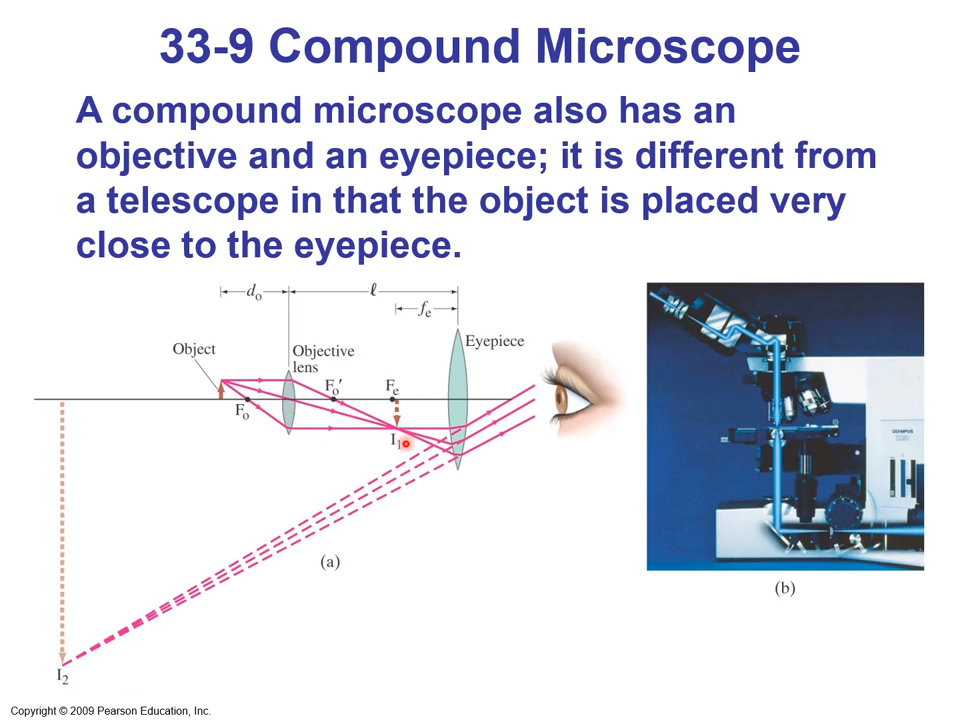 33-9 Compound Microscope
A compound microscope also has an
objective and an eyepiece; it is different from
a telescope in that the object is placed very
close to the eyepiece.
dₒ
ℓ
fₑ
Object
Objective
lens
Eyepiece
Fₒ
Fₒ′
Fₑ
I₁
(a)
I₂
OLYMPUS
(b)
Copyright © 2009 Pearson Education, Inc.